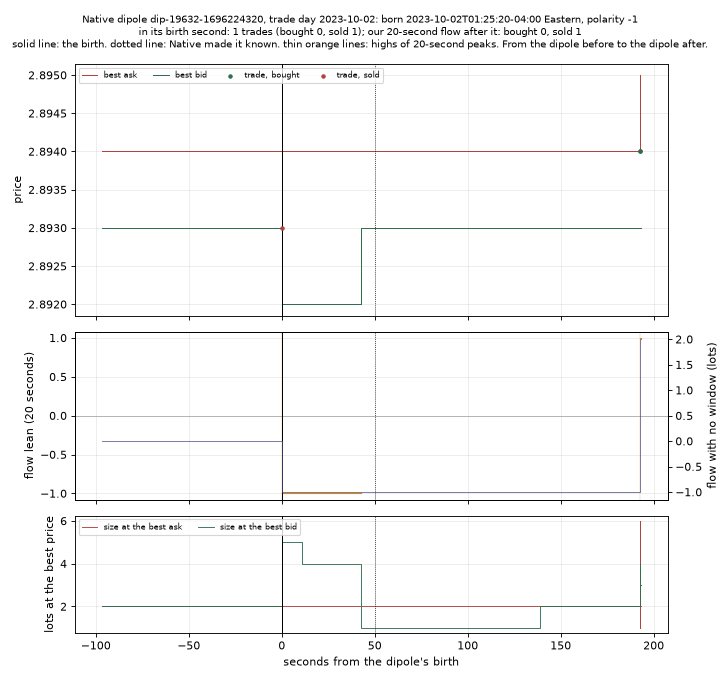 Native dipole dip-19632-1696224320, trade day 2023-10-02: born 2023-10-02T01:25:20-04:00 Eastern, polarity -1
in its birth second: 1 trades (bought 0, sold 1); our 20-second flow after it: bought 0, sold 1
solid line: the birth. dotted line: Native made it known. thin orange lines: highs of 20-second peaks. From the dipole before to the dipole after.
best ask best bid trade, bought trade, sold
2.8950
2.8945
2.8940
2.8935
2.8930
2.8925
2.8920
price
1.0
0.5
0.0
−0.5
−1.0
flow lean (20 seconds)
2.0
1.5
1.0
0.5
0.0
−0.5
−1.0
flow with no window (lots)
size at the best ask size at the best bid
6
4
2
lots at the best price
−100 −50 0 50 100 150 200
seconds from the dipole's birth